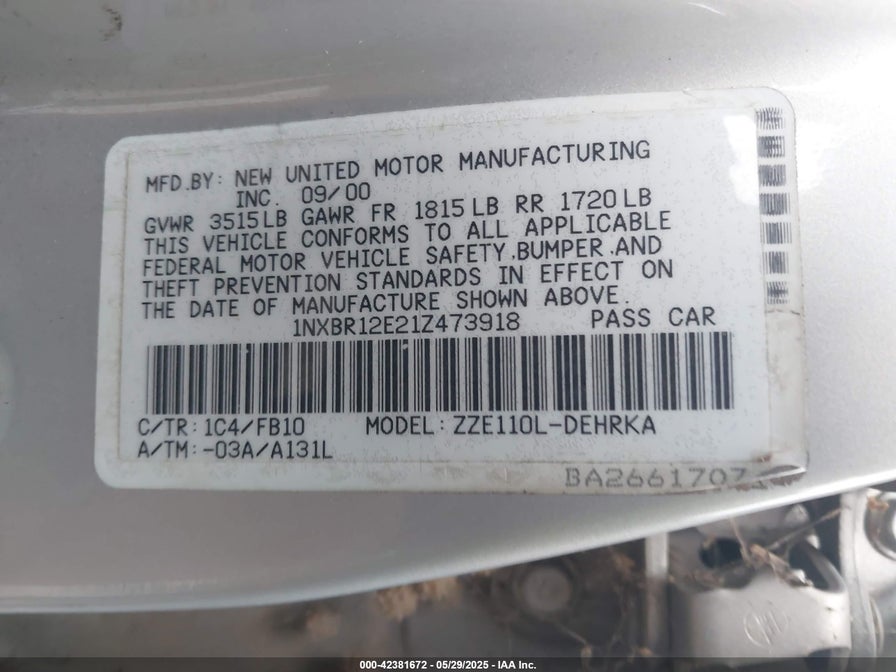 MFD.BY: NEW UNITED MOTOR MANUFACTURING
INC. 09/00
GVWR 3515LB GAWR FR 1815LB RR 1720LB
THIS VEHICLE CONFORMS TO ALL APPLICABLE
FEDERAL MOTOR VEHICLE SAFETY.BUMPER.AND
THEFT PREVENTION STANDARDS IN EFFECT ON
THE DATE OF MANUFACTURE SHOWN ABOVE.
1NXBR12E21Z473918 PASS CAR
C/TR:1C4/FB10 MODEL:ZZE110L-DEHRKA
A/TM:-03A/A131L
000-42381672 - 05/29/2025 - IAA Inc.